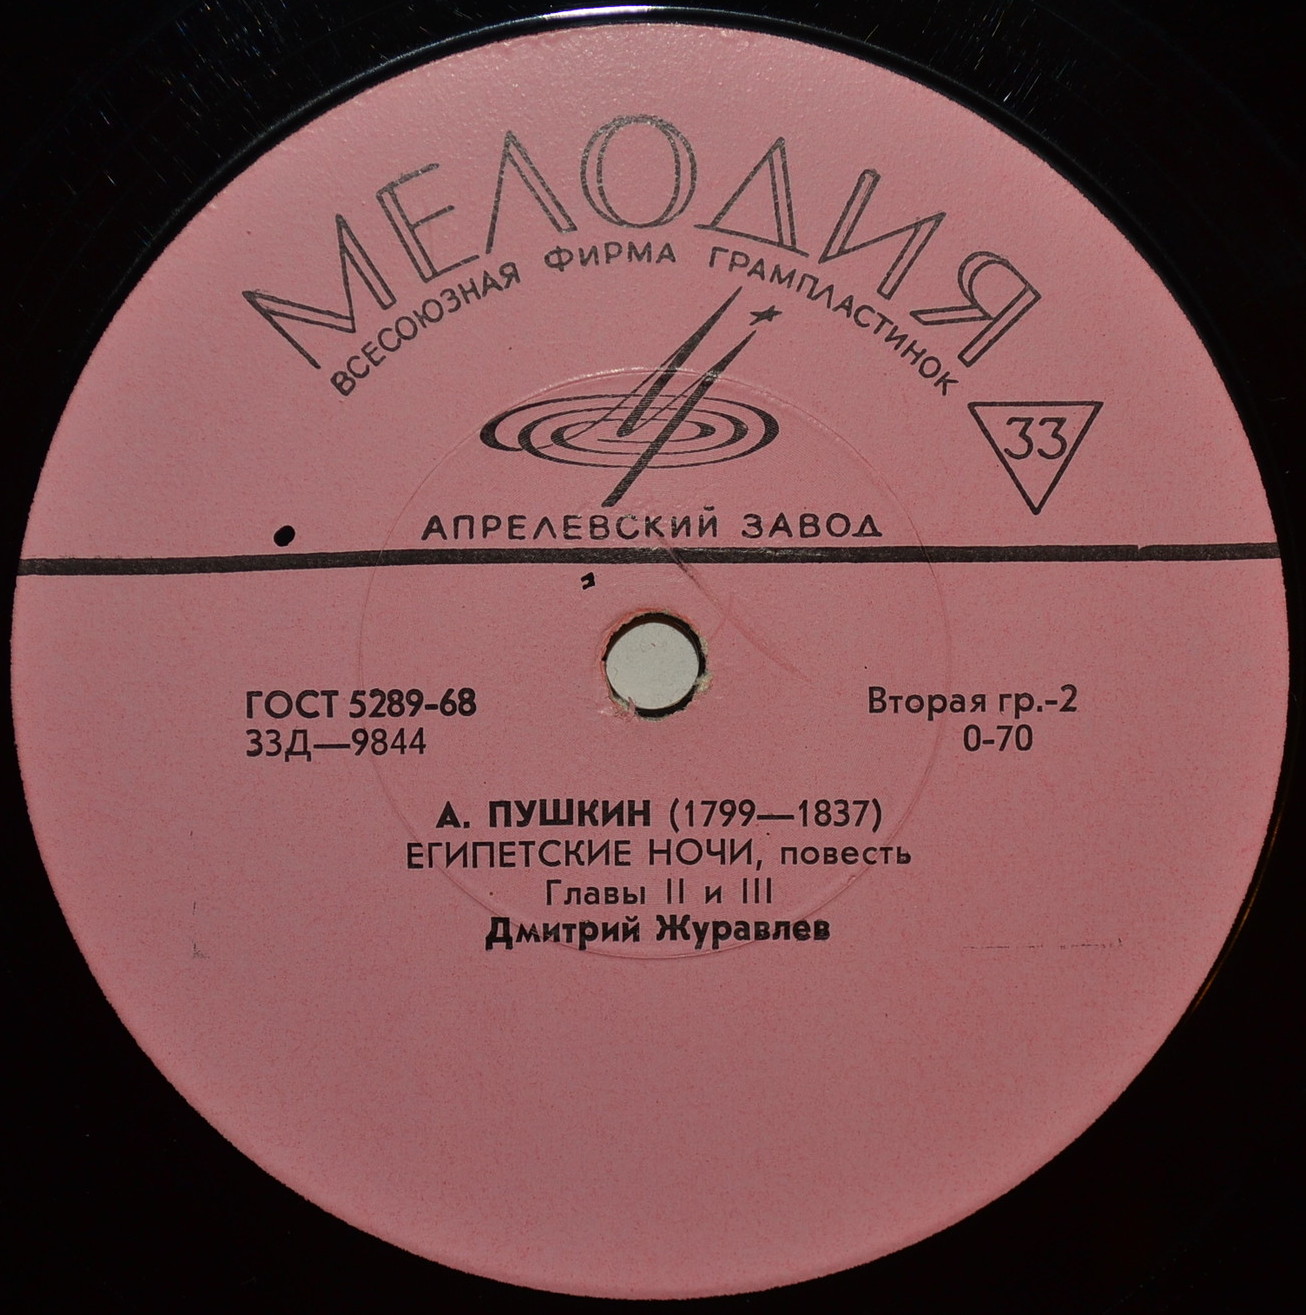 МЕЛОДИЯ
ВСЕСОЮЗНАЯ ФИРМА ГРАМПЛАСТИНОК
33
АПРЕЛЕВСКИЙ ЗАВОД
ГОСТ 5289-68
33Д—9844
Вторая гр.-2
0-70
А. ПУШКИН (1799—1837)
ЕГИПЕТСКИЕ НОЧИ, повесть
Главы II и III
Дмитрий Журавлев